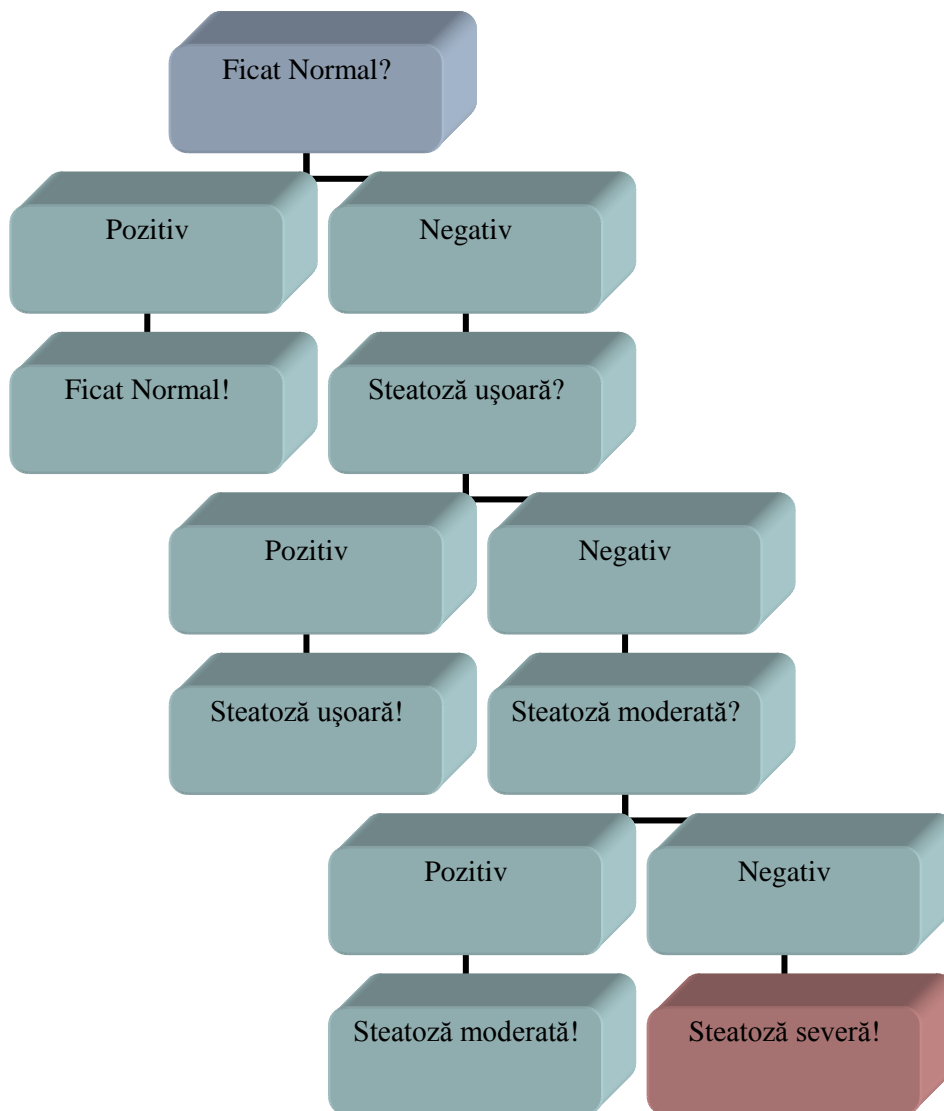 Ficat Normal?
Pozitiv
Negativ
Ficat Normal!
Steatoză uşoară?
Pozitiv
Negativ
Steatoză uşoară!
Steatoză moderată?
Pozitiv
Negativ
Steatoză moderată!
Steatoză severă!